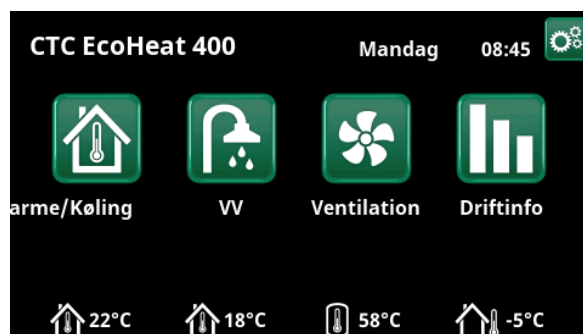 CTC EcoHeat 400 Mandag 08:45
arme/Køling VV Ventilation Driftinfo
22°C 18°C 58°C -5°C